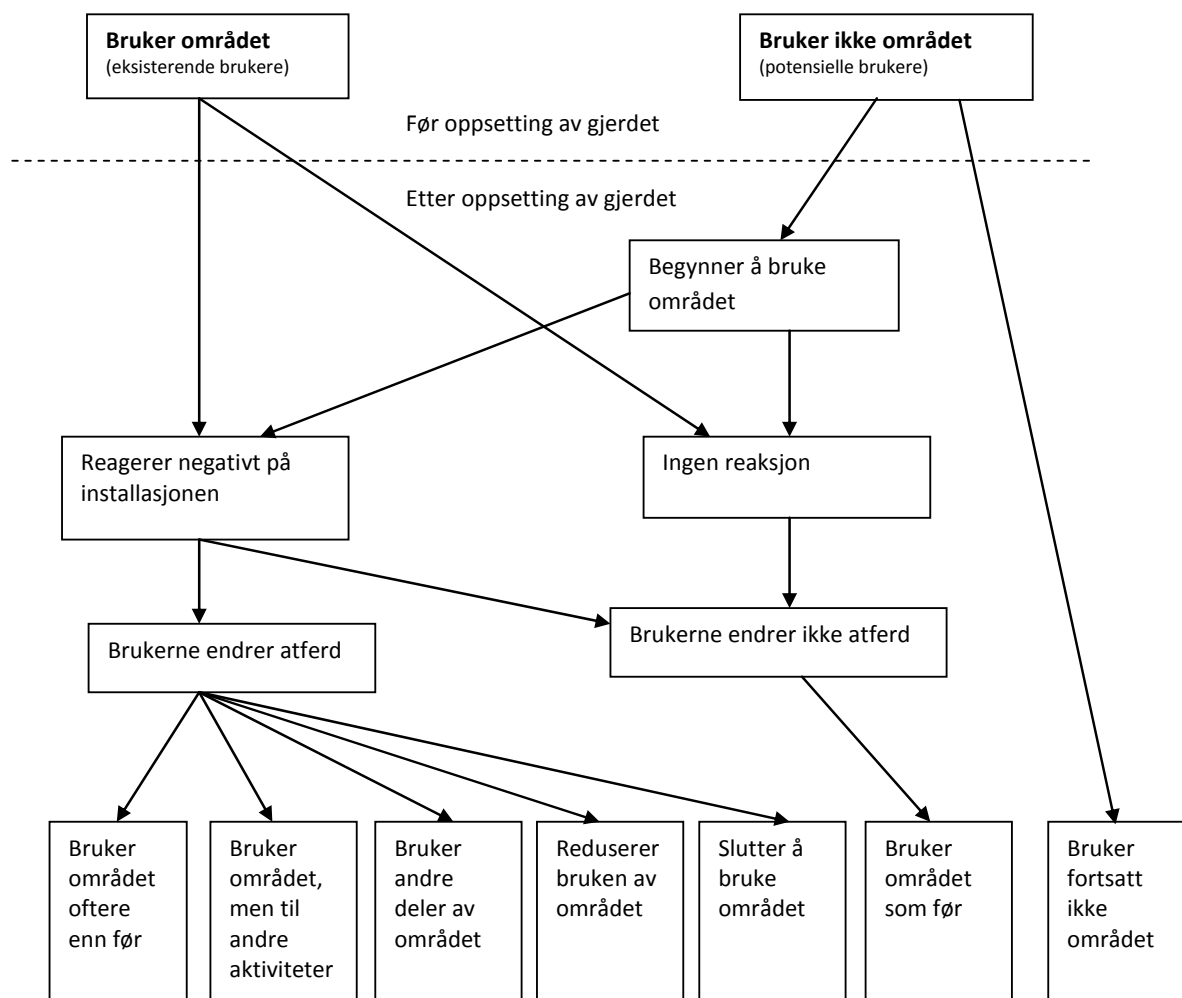 Bruker området
(eksisterende brukere)
Bruker ikke området
(potensielle brukere)
Før oppsetting av gjerdet
Etter oppsetting av gjerdet
Begynner å bruke
området
Reagerer negativt på
installasjonen
Ingen reaksjon
Brukerne endrer atferd
Brukerne endrer ikke atferd
Bruker
området
oftere
enn før
Bruker
området,
men til
andre
aktiviteter
Bruker
andre
deler av
området
Reduserer
bruken av
området
Slutter å
bruke
området
Bruker
området
som før
Bruker
fortsatt
ikke
området